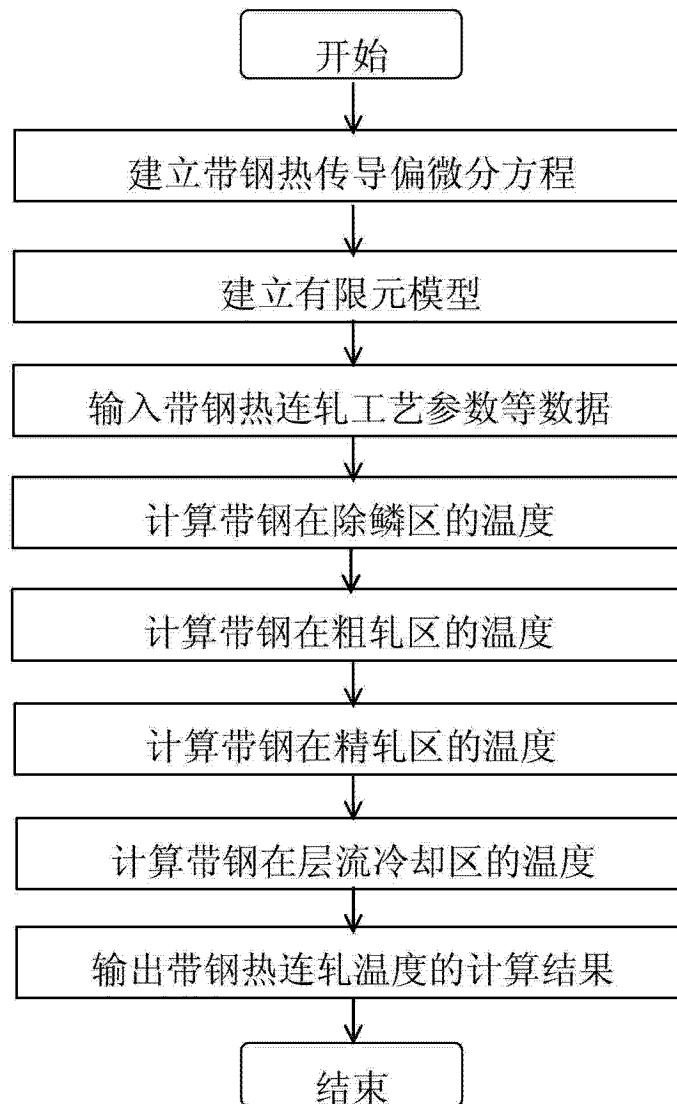 开始
建立带钢热传导偏微分方程
建立有限元模型
输入带钢热连轧工艺参数等数据
计算带钢在除鳞区的温度
计算带钢在粗轧区的温度
计算带钢在精轧区的温度
计算带钢在层流冷却区的温度
输出带钢热连轧温度的计算结果
结束